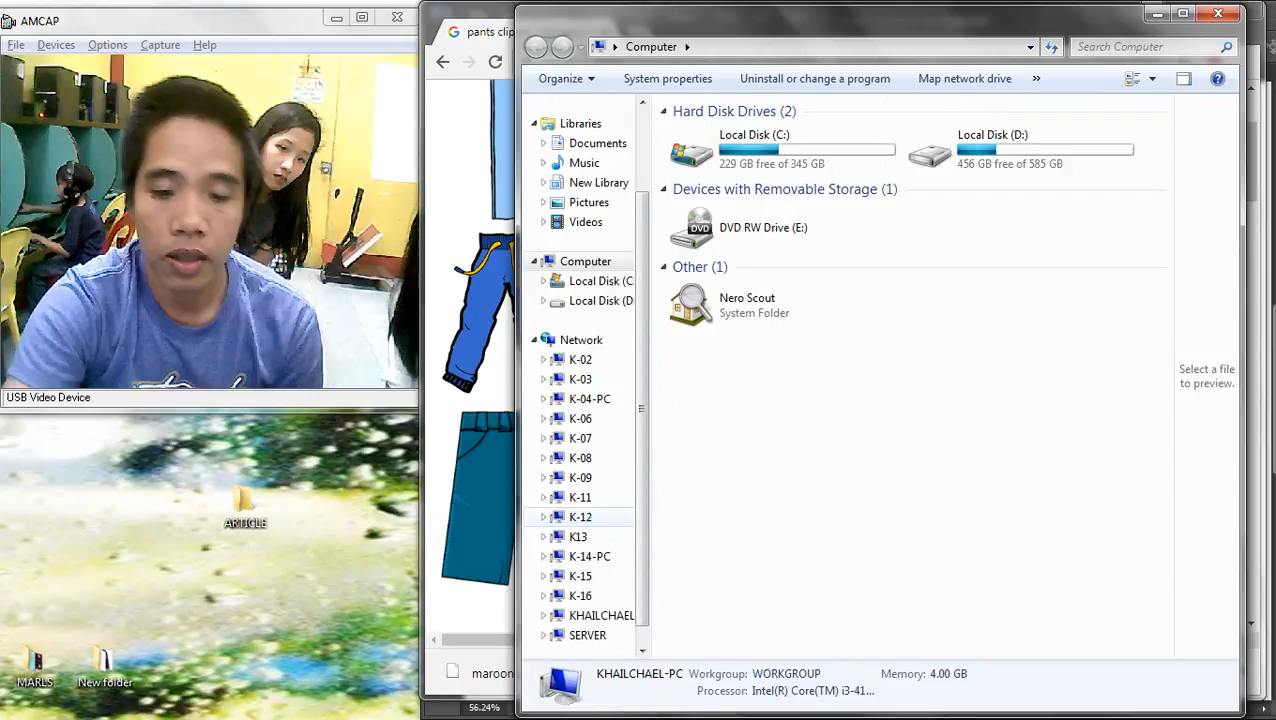 AMCAP
File Devices Options Capture Help
USB Video Device
ARTICLE
MARLS
New folder
pants clip
maroon
56.24%
Computer
Search Computer
Organize System properties Uninstall or change a program Map network drive »
Libraries
Documents
Music
New Library
Pictures
Videos
Computer
Local Disk (C
Local Disk (D
Network
K-02
K-03
K-04-PC
K-06
K-07
K-08
K-09
K-11
K-12
K13
K-14-PC
K-15
K-16
KHAILCHAEL
SERVER
Hard Disk Drives (2)
Local Disk (C:)
229 GB free of 345 GB
Local Disk (D:)
456 GB free of 585 GB
Devices with Removable Storage (1)
DVD
DVD RW Drive (E:)
Other (1)
Nero Scout
System Folder
Select a file
to preview.
KHAILCHAEL-PC Workgroup: WORKGROUP Memory: 4.00 GB
Processor: Intel(R) Core(TM) i3-41...